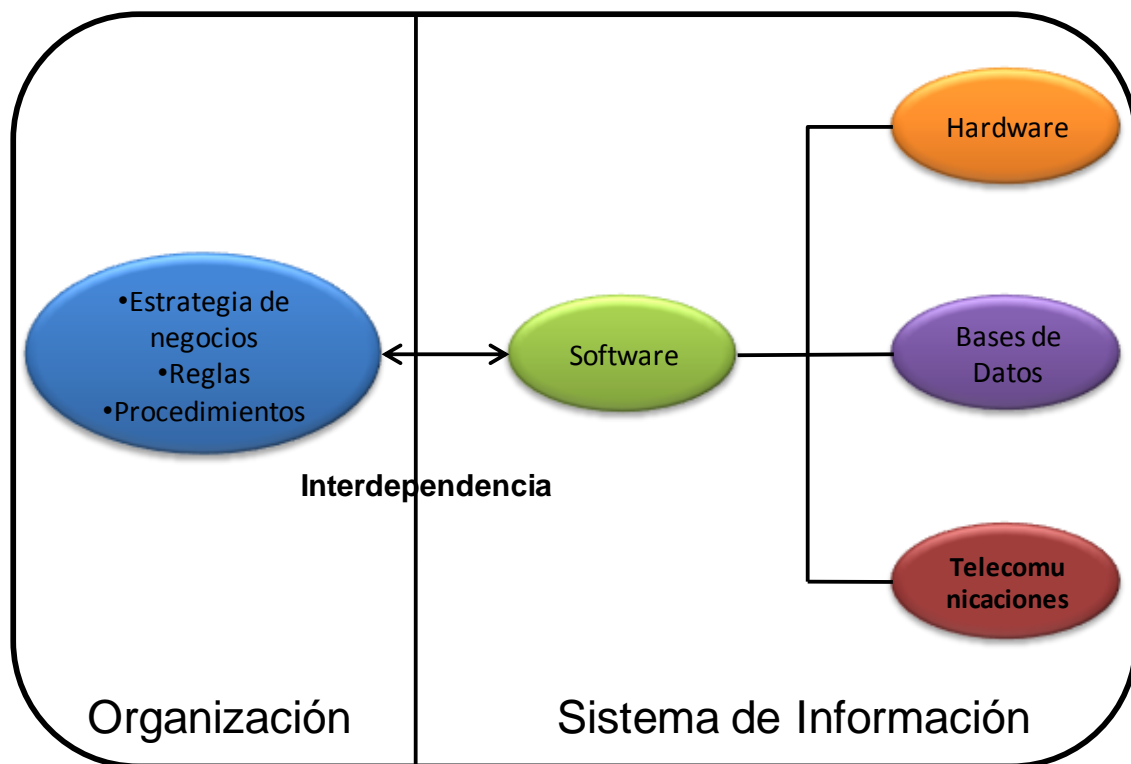 •Estrategia de
negocios
•Reglas
•Procedimientos
Interdependencia
Software
Hardware
Bases de
Datos
Telecomu
nicaciones
Organización
Sistema de Información